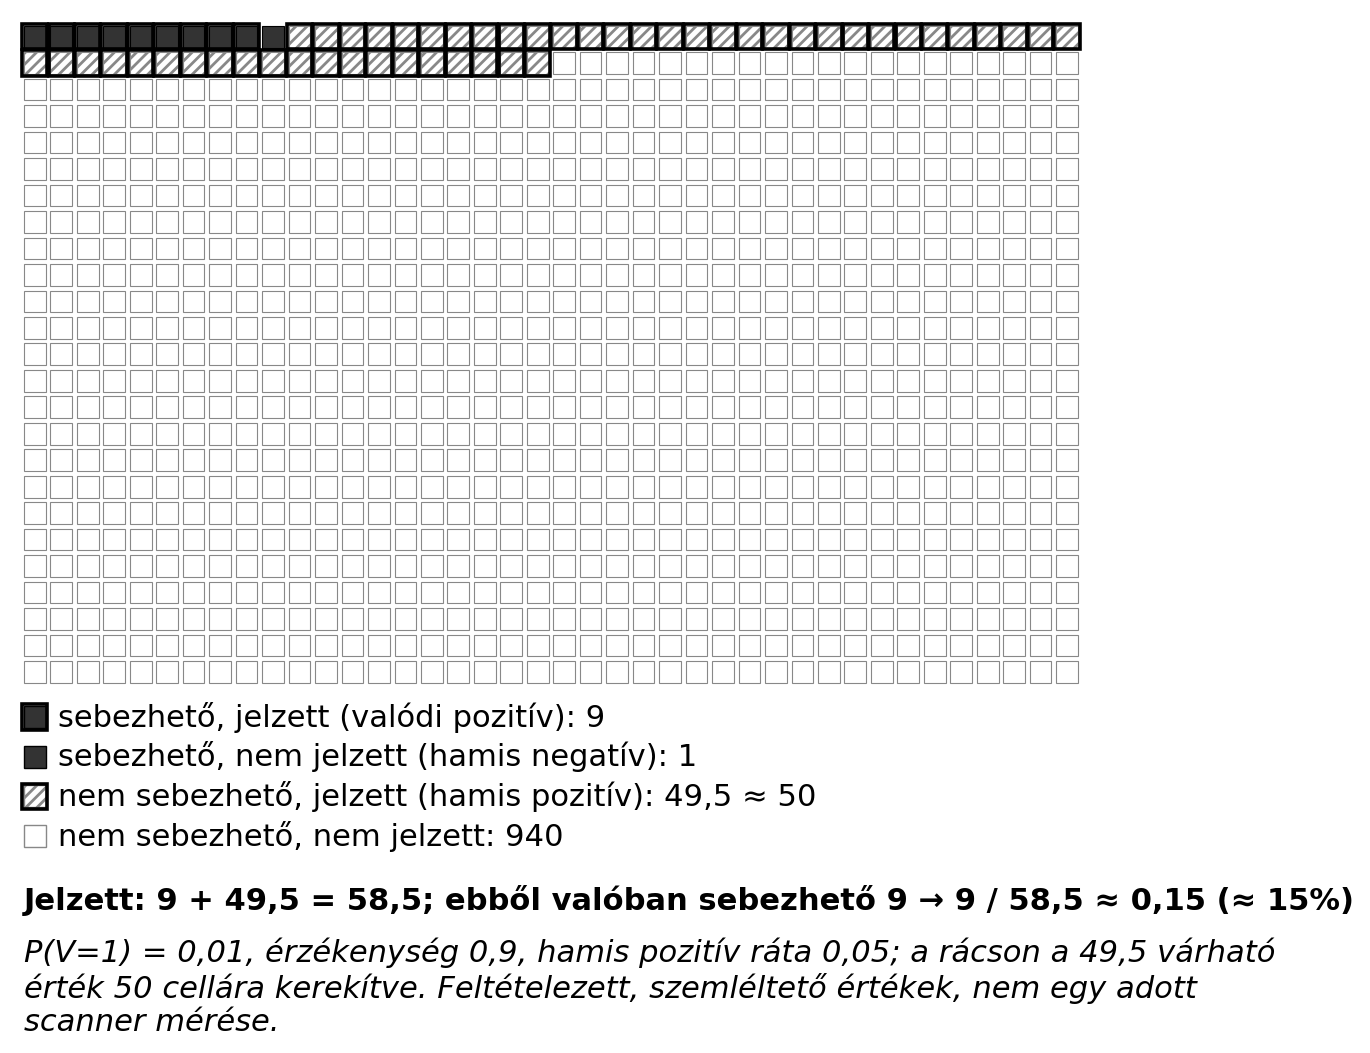 sebezhető, jelzett (valódi pozitív): 9
sebezhető, nem jelzett (hamis negatív): 1
nem sebezhető, jelzett (hamis pozitív): 49,5 ≈ 50
nem sebezhető, nem jelzett: 940
Jelzett: 9 + 49,5 = 58,5; ebből valóban sebezhető 9 → 9 / 58,5 ≈ 0,15 (≈ 15%)
P(V=1) = 0,01, érzékenység 0,9, hamis pozitív ráta 0,05; a rácson a 49,5 várható
érték 50 cellára kerekítve. Feltételezett, szemléltető értékek, nem egy adott
scanner mérése.